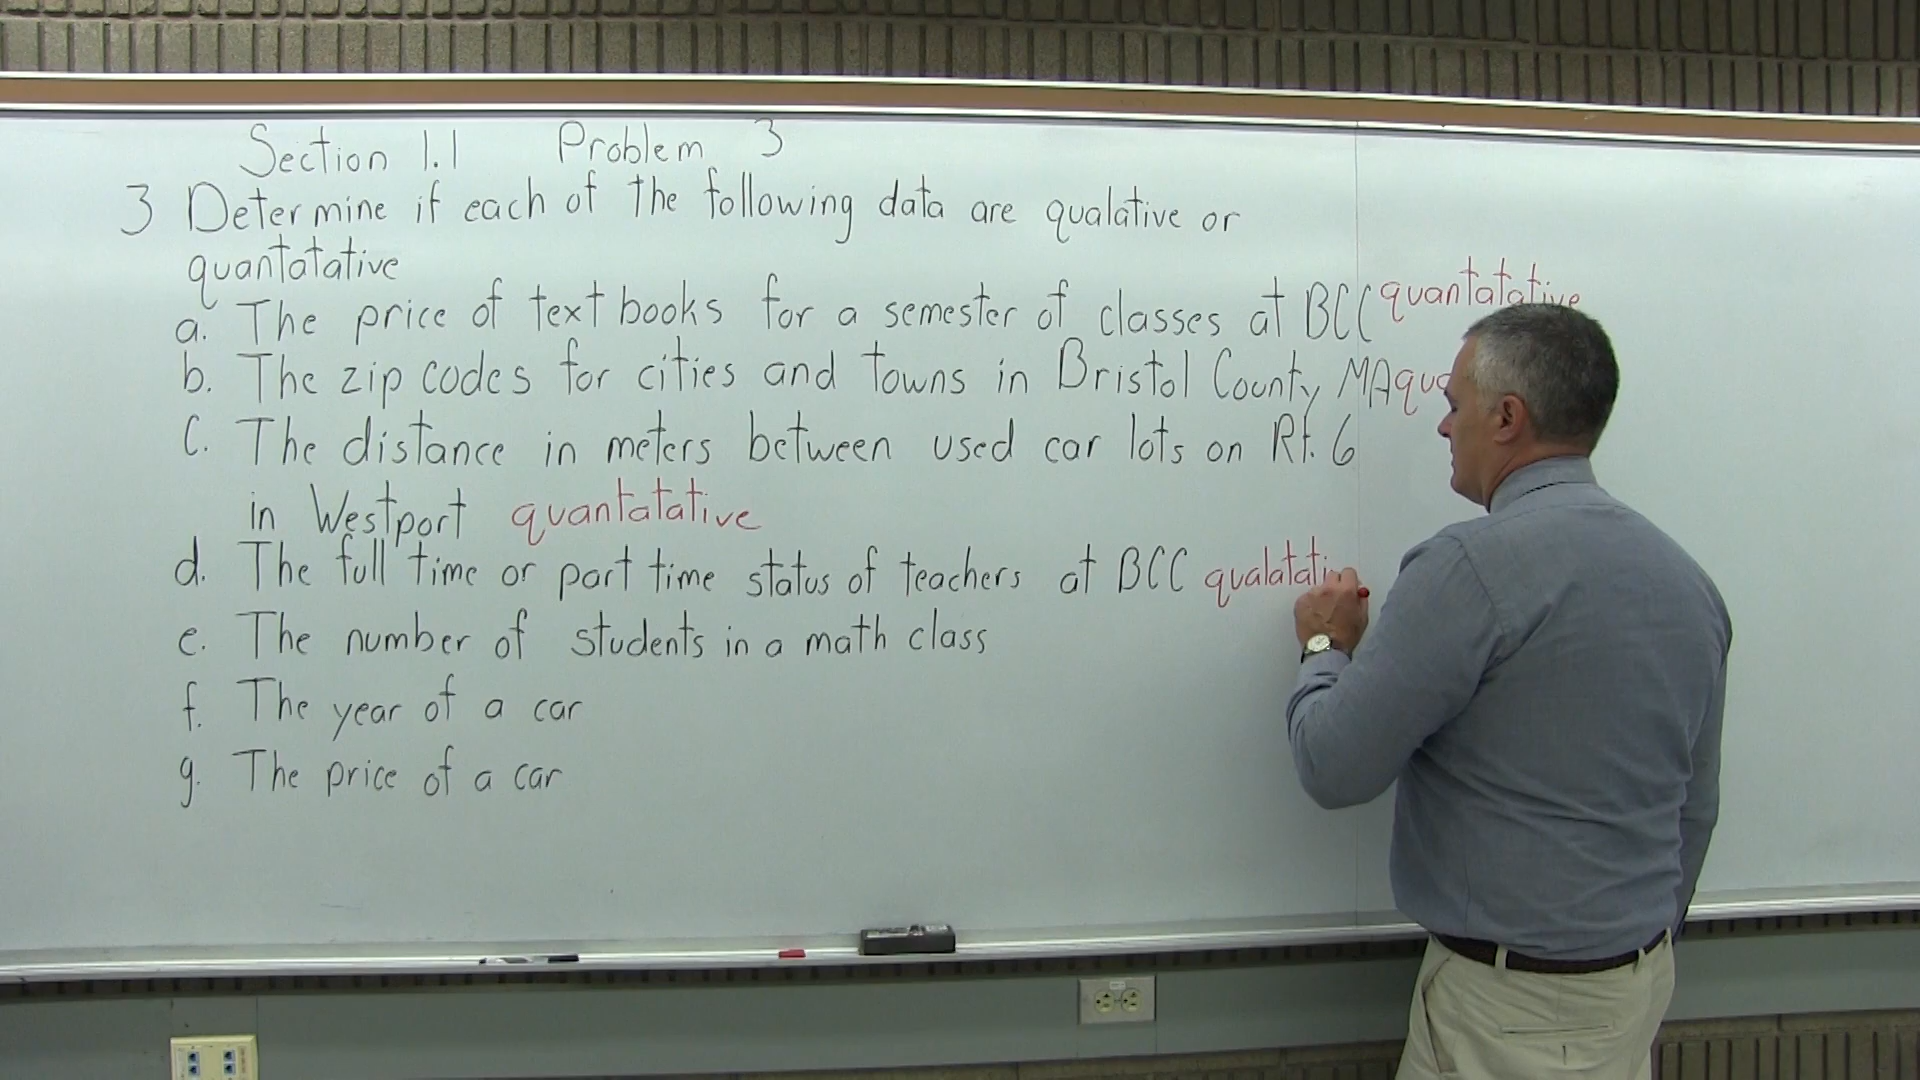 Section 1.1 Problem 3
3 Determine if each of the following data are qualative or
quantatative
a. The price of text books for a semester of classes at BCC quantatative
b. The zip codes for cities and towns in Bristol County, MA
c. The distance in meters between used car lots on Rt. 6
in Westport quantatative
d. The full time or part time status of teachers at BCC qualatati
e. The number of students in a math class
f. The year of a car
g. The price of a car